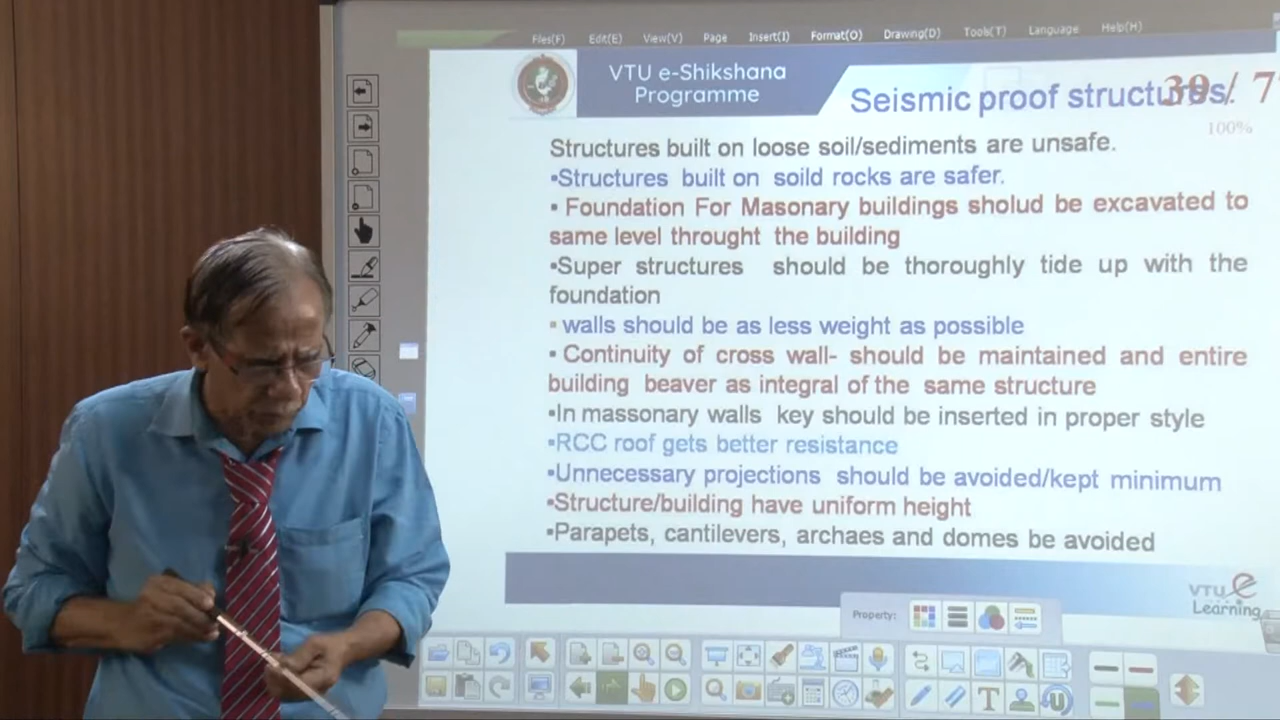 Files(F) Edit(E) View(V) Page Insert(I) Format(O) Drawing(D) Tools(T) Language Help(H)
VTU e-Shikshana
Programme
Seismic proof structures.
39 / 7
100%
Structures built on loose soil/sediments are unsafe.
•Structures built on soild rocks are safer.
▪ Foundation For Masonary buildings sholud be excavated to
same level throught the building
•Super structures should be thoroughly tide up with the
foundation
▪ walls should be as less weight as possible
▪ Continuity of cross wall- should be maintained and entire
building beaver as integral of the same structure
•In massonary walls key should be inserted in proper style
•RCC roof gets better resistance
•Unnecessary projections should be avoided/kept minimum
•Structure/building have uniform height
•Parapets, cantilevers, archaes and domes be avoided
VTU e
Learning
Property: